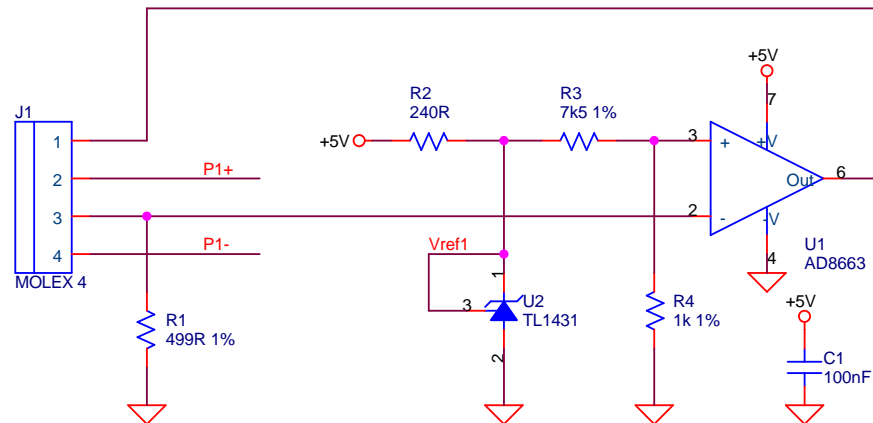 J1
1
2
3
4
MOLEX 4
P1+
P1-
R1
499R 1%
+5V
R2
240R
R3
7k5 1%
Vref1
1
3
2
U2
TL1431
R4
1k 1%
+5V
7
3
+
+V
Out
6
2
-
-V
4
U1
AD8663
+5V
C1
100nF